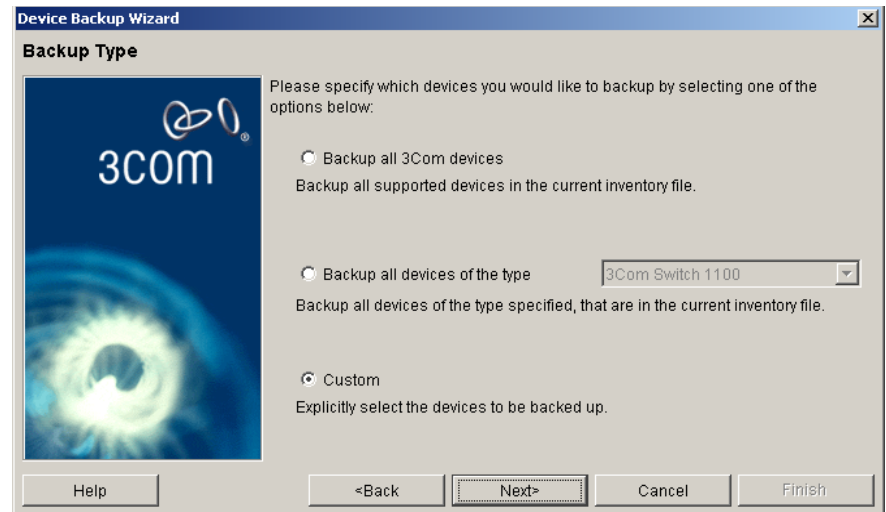 Device Backup Wizard
Backup Type
3COM
®
Please specify which devices you would like to backup by selecting one of the
options below:
Backup all 3Com devices
Backup all supported devices in the current inventory file.
Backup all devices of the type
3Com Switch 1100
Backup all devices of the type specified, that are in the current inventory file.
Custom
Explicitly select the devices to be backed up.
Help
<Back
Next>
Cancel
Finish